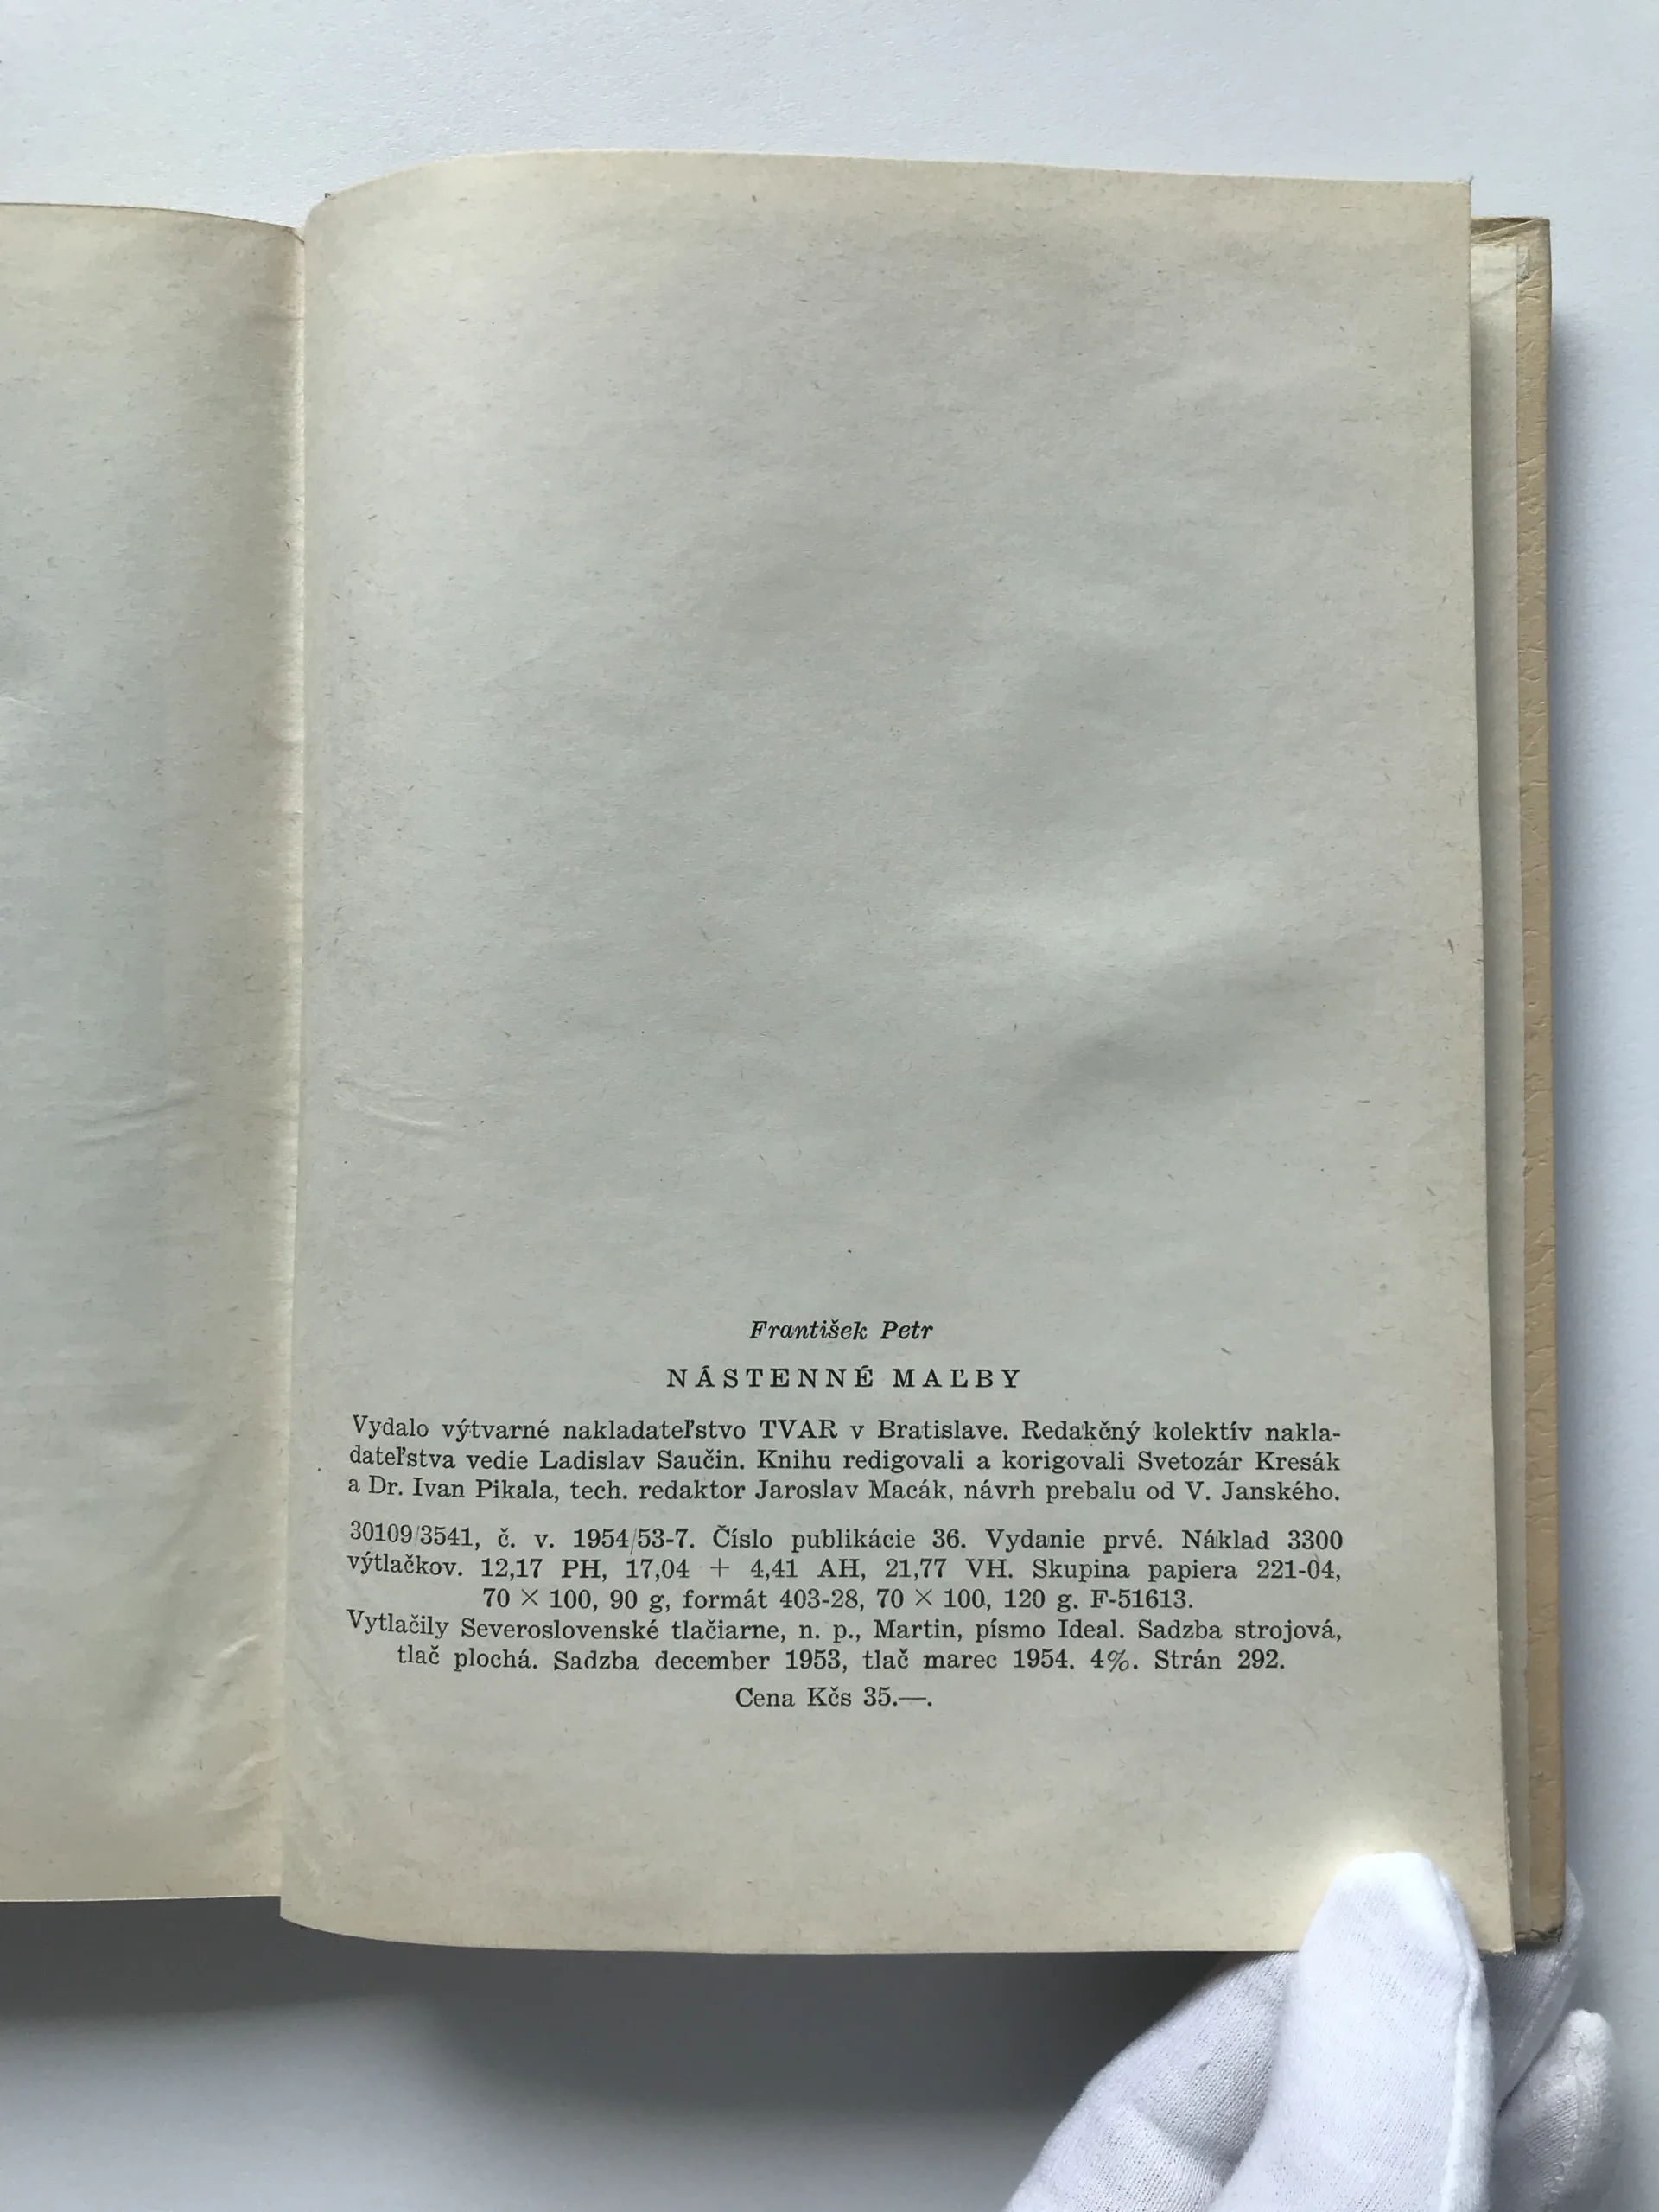 František Petr
NÁSTENNÉ MAĽBY
Vydalo výtvarné nakladateľstvo TVAR v Bratislave. Redakčný kolektív nakla-
dateľstva vedie Ladislav Saučin. Knihu redigovali a korigovali Svetozár Kresák
a Dr. Ivan Pikala, tech. redaktor Jaroslav Macák, návrh prebalu od V. Janského.
30109/3541, č. v. 1954/53-7. Číslo publikácie 36. Vydanie prvé. Náklad 3300
výtlačkov. 12,17 PH, 17,04 + 4,41 AH, 21,77 VH. Skupina papiera 221-04,
70 × 100, 90 g, formát 403-28, 70 × 100, 120 g. F-51613.
Vytlačily Severoslovenské tlačiarne, n. p., Martin, písmo Ideal. Sadzba strojová,
tlač plochá. Sadzba december 1953, tlač marec 1954. 4%. Strán 292.
Cena Kčs 35.—.